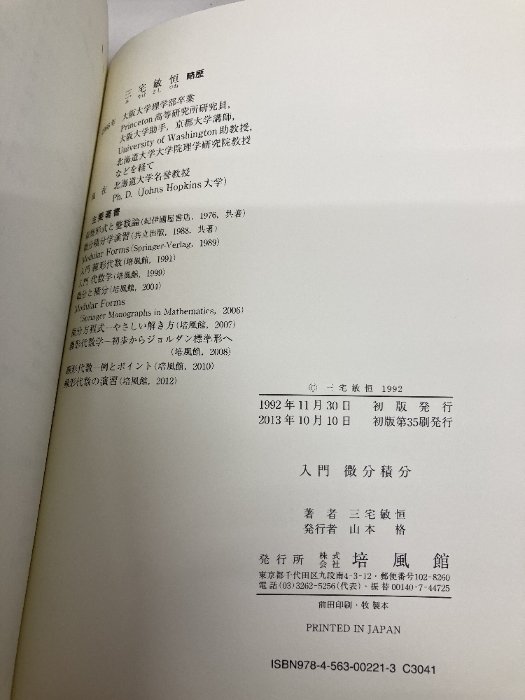 三宅敏恒 略歴
みやけとしつね
大阪大学理学部卒業
Princeton高等研究所研究員,
大阪大学助手, 京都大学講師,
University of Washington助教授,
北海道大学大学院理学研究院教授
などを経て
現在 北海道大学名誉教授
Ph. D. (Johns Hopkins 大学)
主要著書
形式と整数論(紀伊國屋書店, 1976, 共著)
微分積分学演習(共立出版, 1988, 共著)
Modular Forms(Springer-Verlag, 1989)
入門 線形代数(培風館, 1991)
入門 代数学(培風館, 1999)
微分と積分(培風館, 2004)
Modular Forms
(Springer Monographs in Mathematics, 2006)
微分方程式―やさしい解き方(培風館, 2007)
線形代数学―初歩からジョルダン標準形へ
(培風館, 2008)
線形代数―例とポイント(培風館, 2010)
線形代数の演習(培風館, 2012)
© 三宅敏恒 1992
1992年11月30日 初版発行
2013年10月10日 初版第35刷発行
入門 微分積分
著者 三宅敏恒
発行者 山本 格
発行所 株式会社 培風館
東京都千代田区九段南4-3-12・郵便番号 102-8260
電話(03)3262-5256(代表)・振替00140-7-44725
前田印刷・牧 製本
PRINTED IN JAPAN
ISBN978-4-563-00221-3 C3041